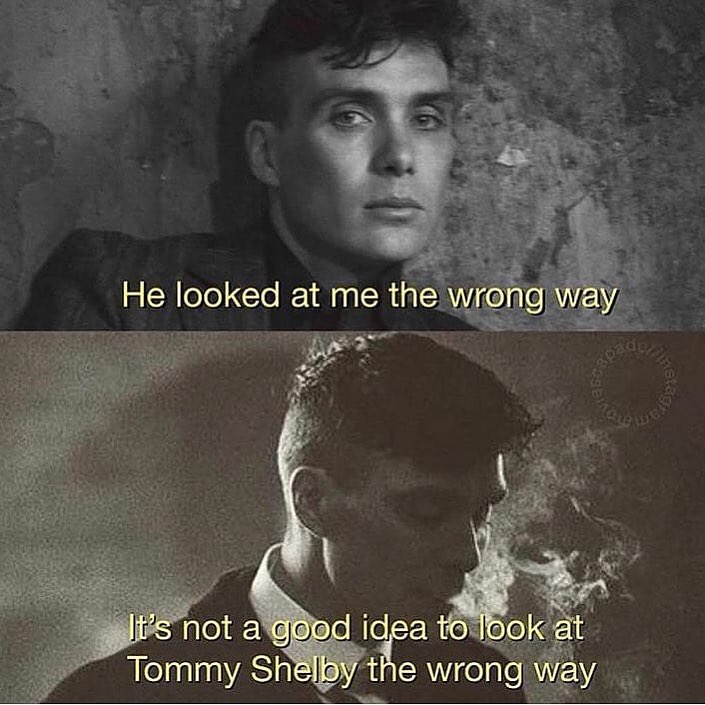 He looked at me the wrong way
It's not a good idea to look at
Tommy Shelby the wrong way